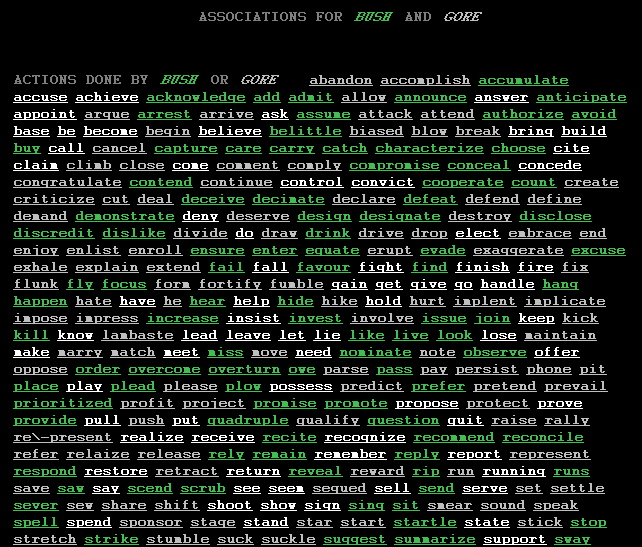 ASSOCIATIONS FOR BUSH AND GORE
ACTIONS DONE BY BUSH OR GORE abandon accomplish accumulate
accuse achieve acknowledge add admit allow announce answer anticipate
appoint argue arrest arrive ask assume attack attend authorize avoid
base be become begin believe belittle biased blow break bring build
buy call cancel capture care carry catch characterize choose cite
claim climb close come comment comply compromise conceal concede
congratulate contend continue control convict cooperate count create
criticize cut deal deceive decimate declare defeat defend define
demand demonstrate deny deserve design designate destroy disclose
discredit dislike divide do draw drink drive drop elect embrace end
enjoy enlist enroll ensure enter equate erupt evade exaggerate excuse
exhale explain extend fail fall favour fight find finish fire fix
flunk fly focus form fortify fumble gain get give go handle hang
happen hate have he hear help hide hike hold hurt implent implicate
impose impress increase insist invest involve issue join keep kick
kill know lambaste lead leave let lie like live look lose maintain
make marry match meet miss move need nominate note observe offer
oppose order overcome overturn owe parse pass pay persist phone pit
place play plead please plow possess predict prefer pretend prevail
prioritized profit project promise promote propose protect prove
provide pull push put quadruple qualify question quit raise rally
re\-present realize receive recite recognize recommend reconcile
refer relaize release rely remain remember reply report represent
respond restore retract return reveal reward rip run running runs
save saw say scend scrub see seem sequed sell send serve set settle
sever sew share shift shoot show sign sing sit smear sound speak
spell spend sponsor stage stand star start startle state stick stop
stretch strike stumble suck suckle suggest summarize support sway